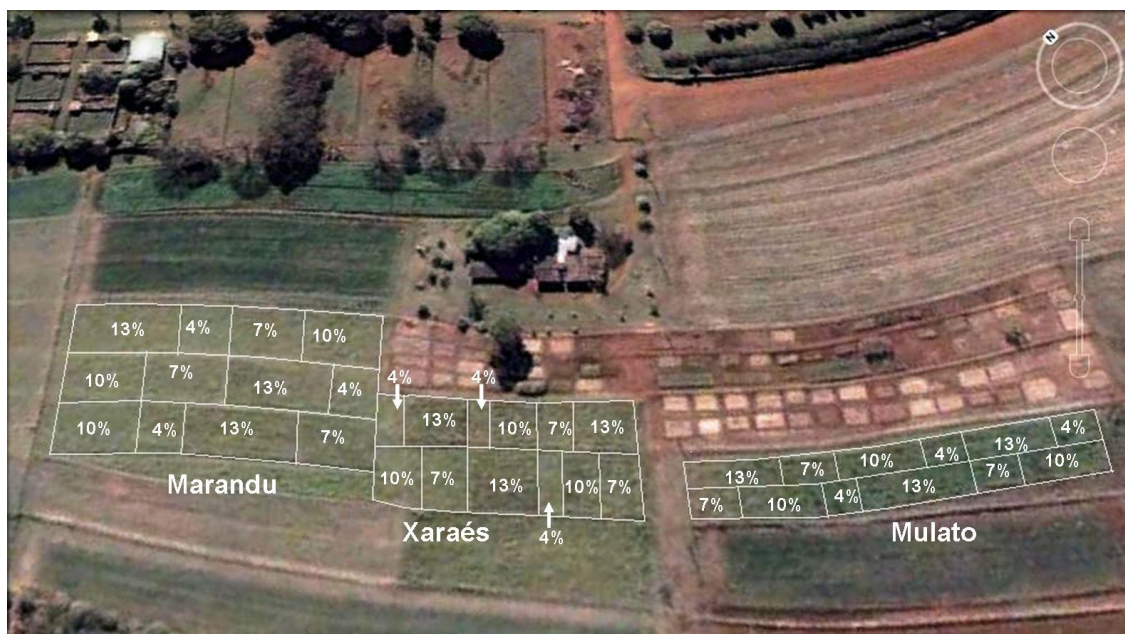 N
13% 4% 7% 10%
10% 7% 13% 4%
10% 4% 13% 7%
Marandu
4% 4%
13% 10% 7% 13%
10% 7% 13% 10% 7%
4%
Xaraés
13% 7% 10% 4% 13% 4%
7% 10% 4% 13% 7% 10%
Mulato